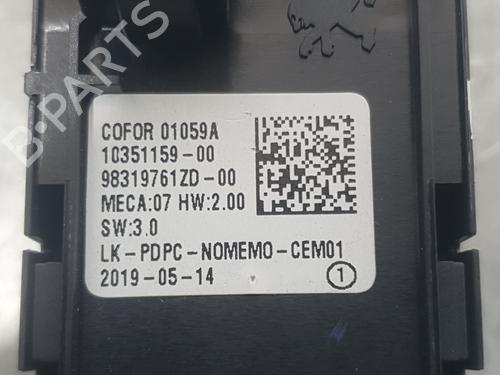 COFOR 01059A
10351159-00
98319761ZD-00
MECA:07 HW:2.00
SW:3.0
LK-PDPC-NOMEMO-CEM01
2019-05-14
1
B-PARTS